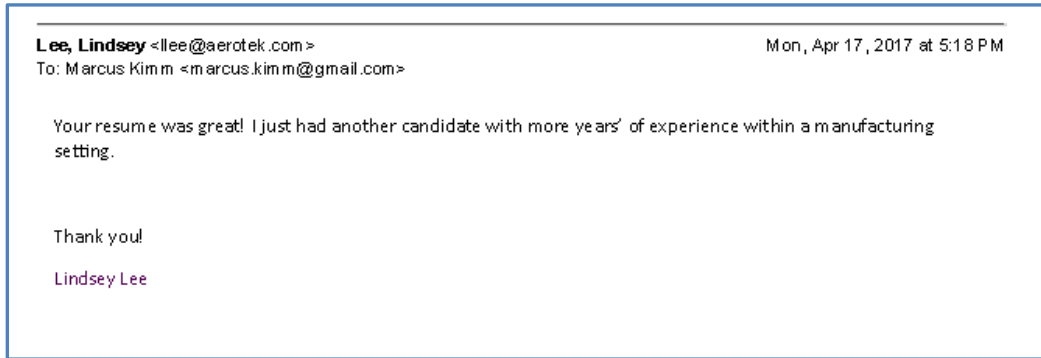 Lee, Lindsey <llee@aerotek.com> Mon, Apr 17, 2017 at 5:18 PM
To: Marcus Kimm <marcus.kimm@gmail.com>
Your resume was great! I just had another candidate with more years' of experience within a manufacturing
setting.
Thank you!
Lindsey Lee